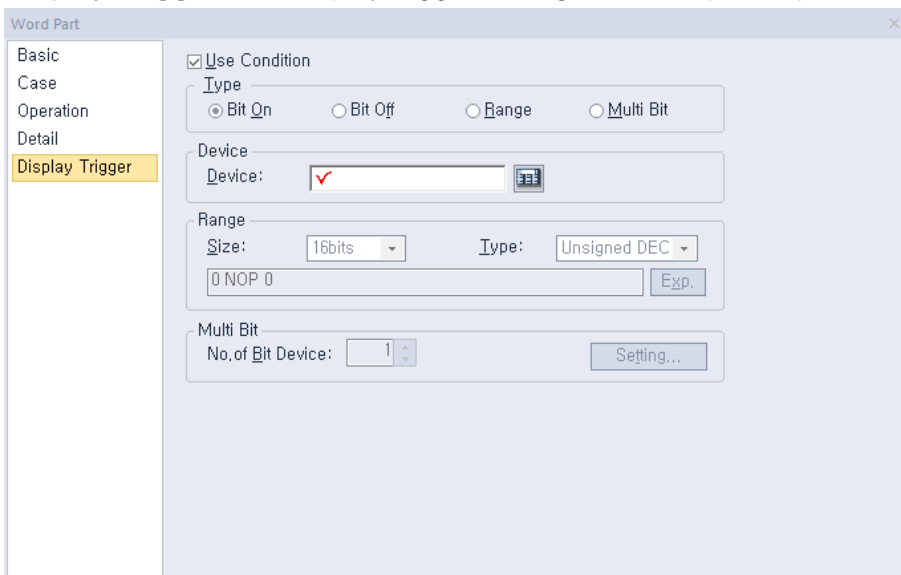 Word Part
Basic
Case
Operation
Detail
Display Trigger
Use Condition
Type
Bit On Bit Off Range Multi Bit
Device
Device:
Range
Size: 16bits Type: Unsigned DEC
0 NOP 0 Exp.
Multi Bit
No.of Bit Device: 1 Setting...